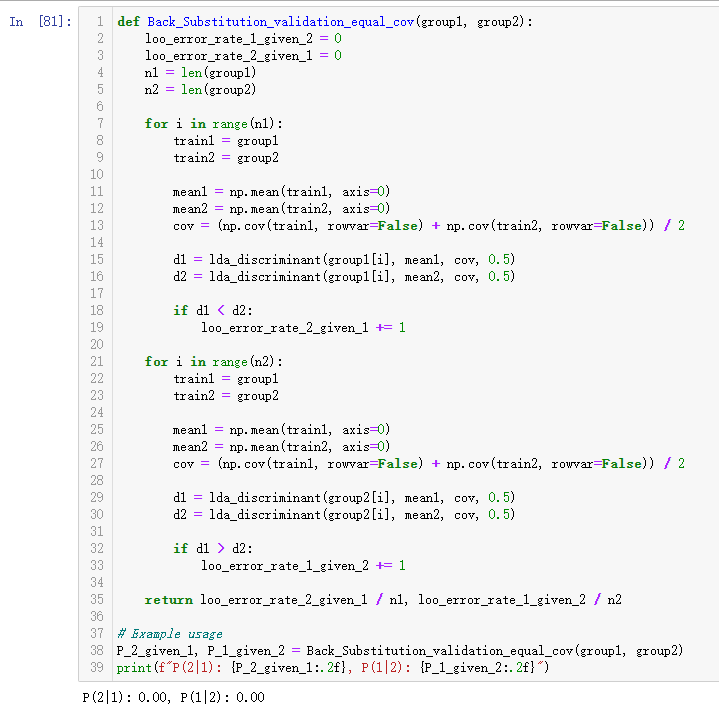 In [81]:
1 def Back_Substitution_validation_equal_cov(group1, group2):
2     loo_error_rate_1_given_2 = 0
3     loo_error_rate_2_given_1 = 0
4     n1 = len(group1)
5     n2 = len(group2)
6
7     for i in range(n1):
8         train1 = group1
9         train2 = group2
10
11         mean1 = np.mean(train1, axis=0)
12         mean2 = np.mean(train2, axis=0)
13         cov = (np.cov(train1, rowvar=False) + np.cov(train2, rowvar=False)) / 2
14
15         d1 = lda_discriminant(group1[i], mean1, cov, 0.5)
16         d2 = lda_discriminant(group1[i], mean2, cov, 0.5)
17
18         if d1 < d2:
19             loo_error_rate_2_given_1 += 1
20
21     for i in range(n2):
22         train1 = group1
23         train2 = group2
24
25         mean1 = np.mean(train1, axis=0)
26         mean2 = np.mean(train2, axis=0)
27         cov = (np.cov(train1, rowvar=False) + np.cov(train2, rowvar=False)) / 2
28
29         d1 = lda_discriminant(group2[i], mean1, cov, 0.5)
30         d2 = lda_discriminant(group2[i], mean2, cov, 0.5)
31
32         if d1 > d2:
33             loo_error_rate_1_given_2 += 1
34
35     return loo_error_rate_2_given_1 / n1, loo_error_rate_1_given_2 / n2
36
37 # Example usage
38 P_2_given_1, P_1_given_2 = Back_Substitution_validation_equal_cov(group1, group2)
39 print(f"P(2|1): {P_2_given_1:.2f}, P(1|2): {P_1_given_2:.2f}")
P(2|1): 0.00, P(1|2): 0.00